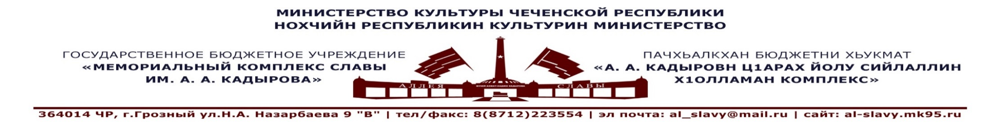 МИНИСТЕРСТВО КУЛЬТУРЫ ЧЕЧЕНСКОЙ РЕСПУБЛИКИ
НОХЧИЙН РЕСПУБЛИКИН КУЛЬТУРИН МИНИСТЕРСТВО
ГОСУДАРСТВЕННОЕ БЮДЖЕТНОЕ УЧРЕЖДЕНИЕ
«МЕМОРИАЛЬНЫЙ КОМПЛЕКС СЛАВЫ
ИМ. А. А. КАДЫРОВА»
АЛЛЕЯ
МУЗЕЙ АХМАТ-ХАДЖИ КАДЫРОВА
СЛАВЫ
ПАЧХЬАЛКХАН БЮДЖЕТНИ ХЬУКМАТ
«А. А. КАДЫРОВН Ц1АРАХ ЙОЛУ СИЙЛАЛЛИН
Х1ОЛЛАМАН КОМПЛЕКС»
364014 ЧР, г.Грозный ул.Н.А. Назарбаева 9 "В" | тел/факс: 8(8712)223554 | эл почта: al_slavy@mail.ru | сайт: al-slavy.mk95.ru